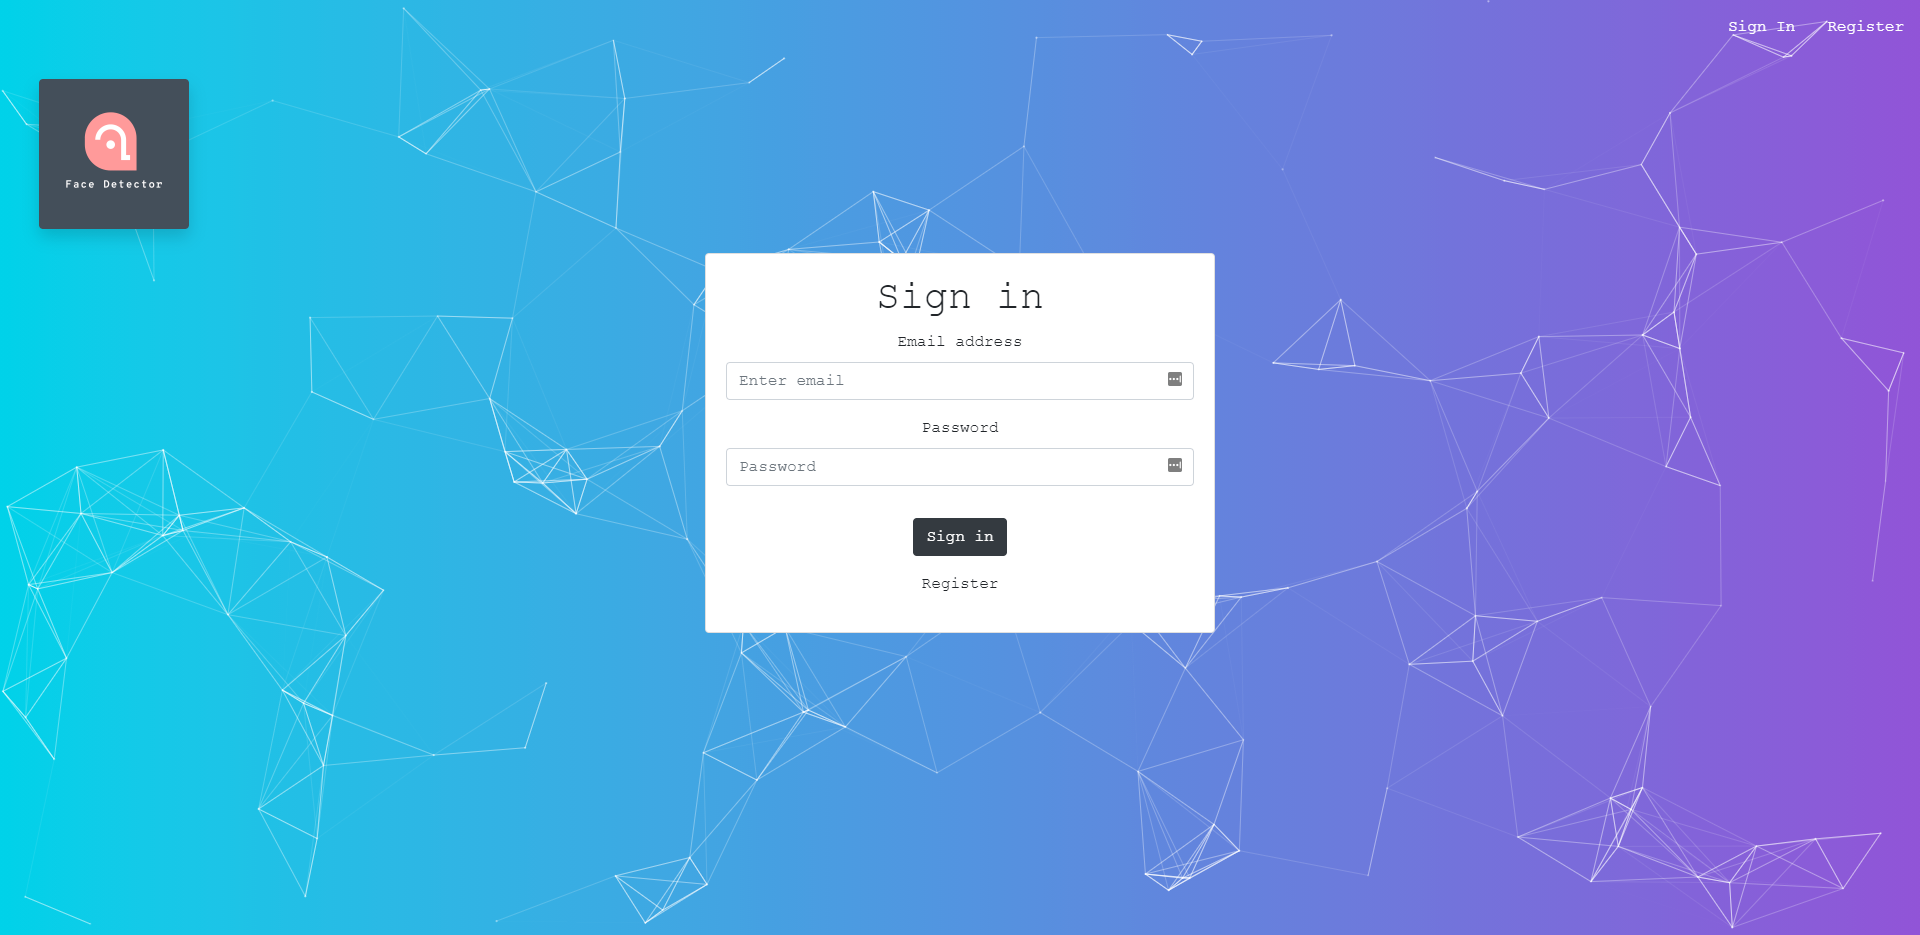 Sign In Register
Face Detector
Sign in
Email address
Enter email
Password
Password
Sign in
Register